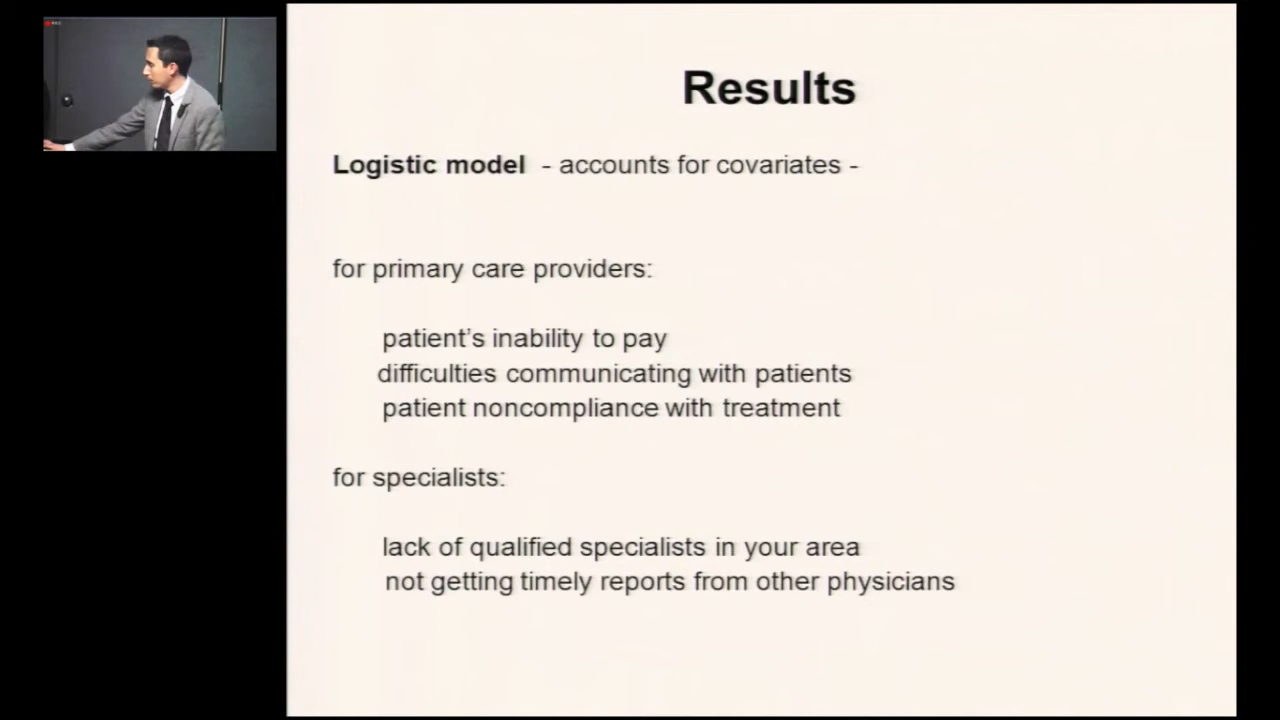 Results
Logistic model - accounts for covariates -
for primary care providers:
patient’s inability to pay
difficulties communicating with patients
patient noncompliance with treatment
for specialists:
lack of qualified specialists in your area
not getting timely reports from other physicians